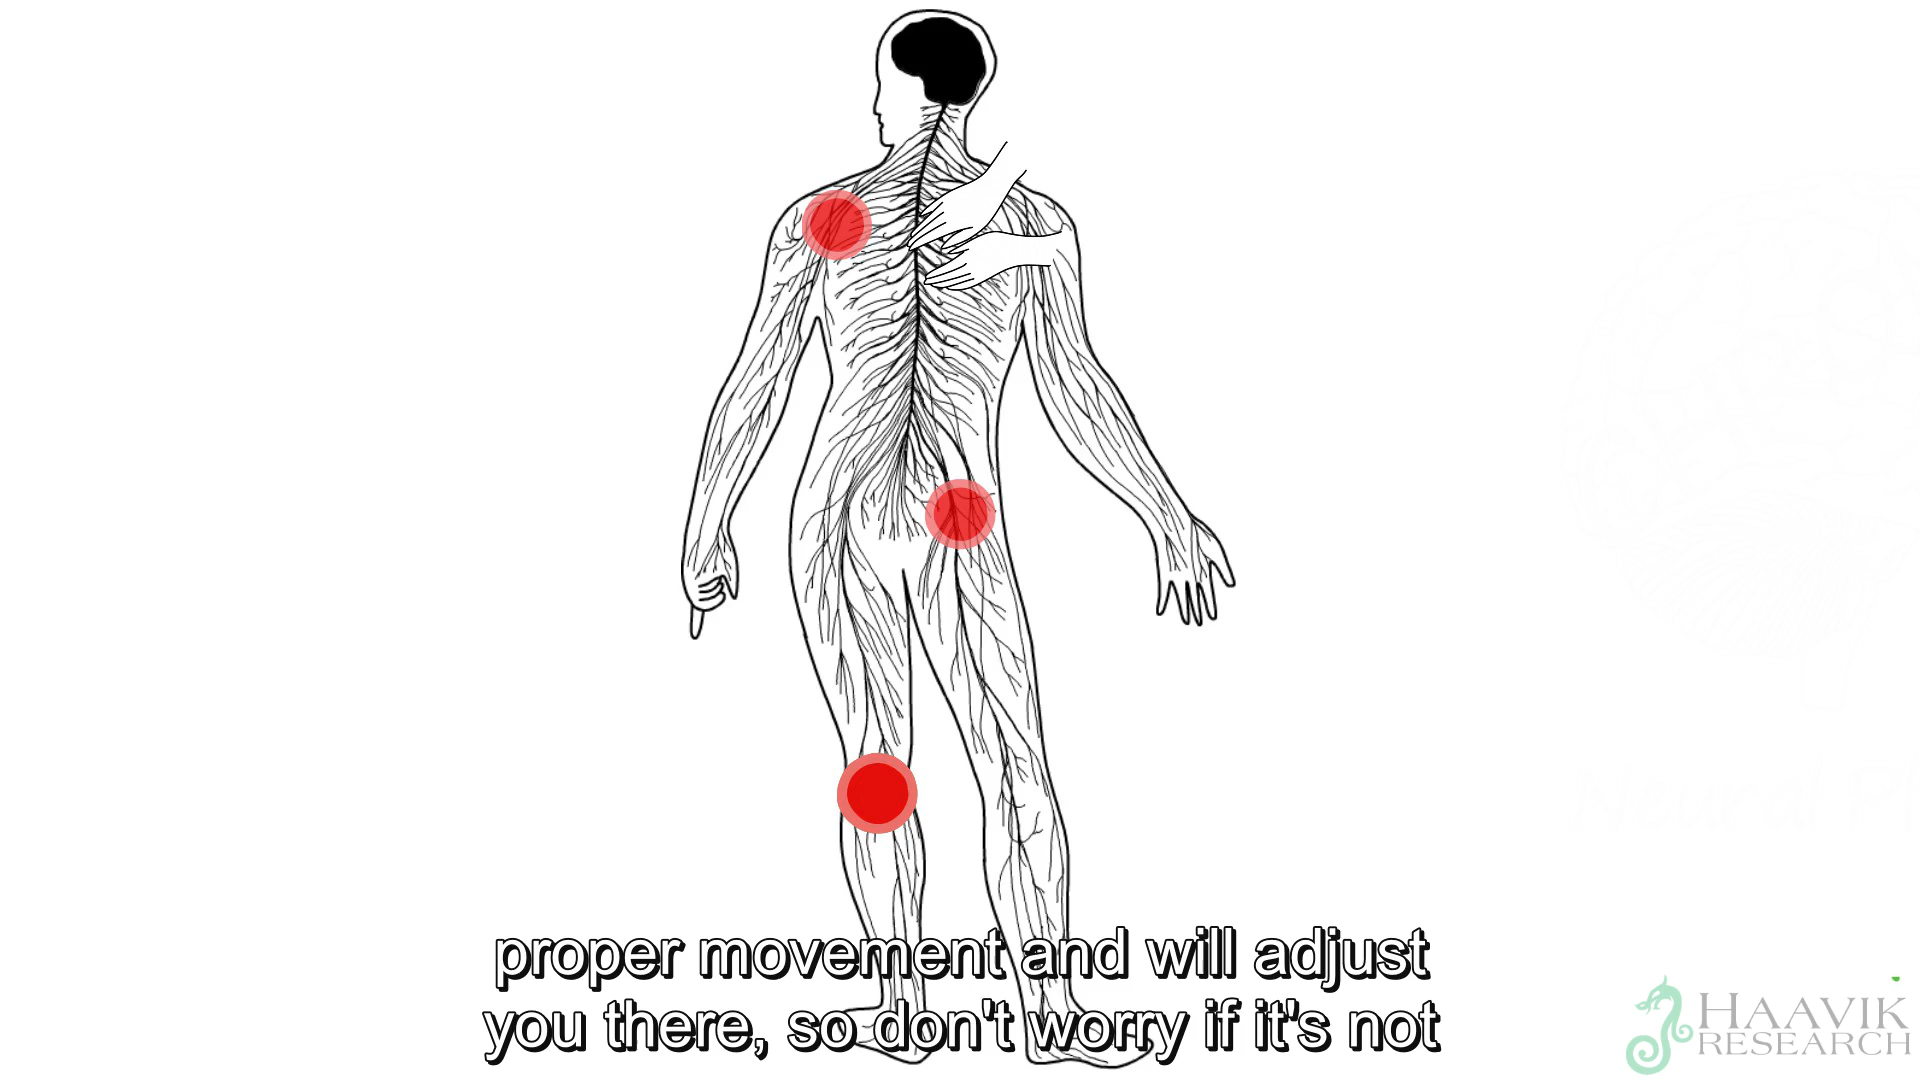 proper movement and will adjust
you there, so don't worry if it's not
HAAVIK
RESEARCH